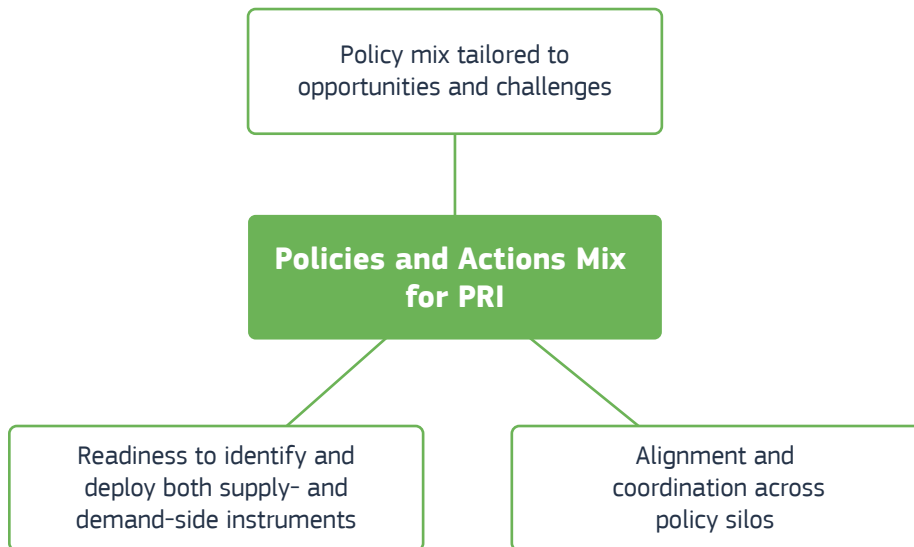 Policy mix tailored to
opportunities and challenges
Policies and Actions Mix
for PRI
Readiness to identify and
deploy both supply- and
demand-side instruments
Alignment and
coordination across
policy silos